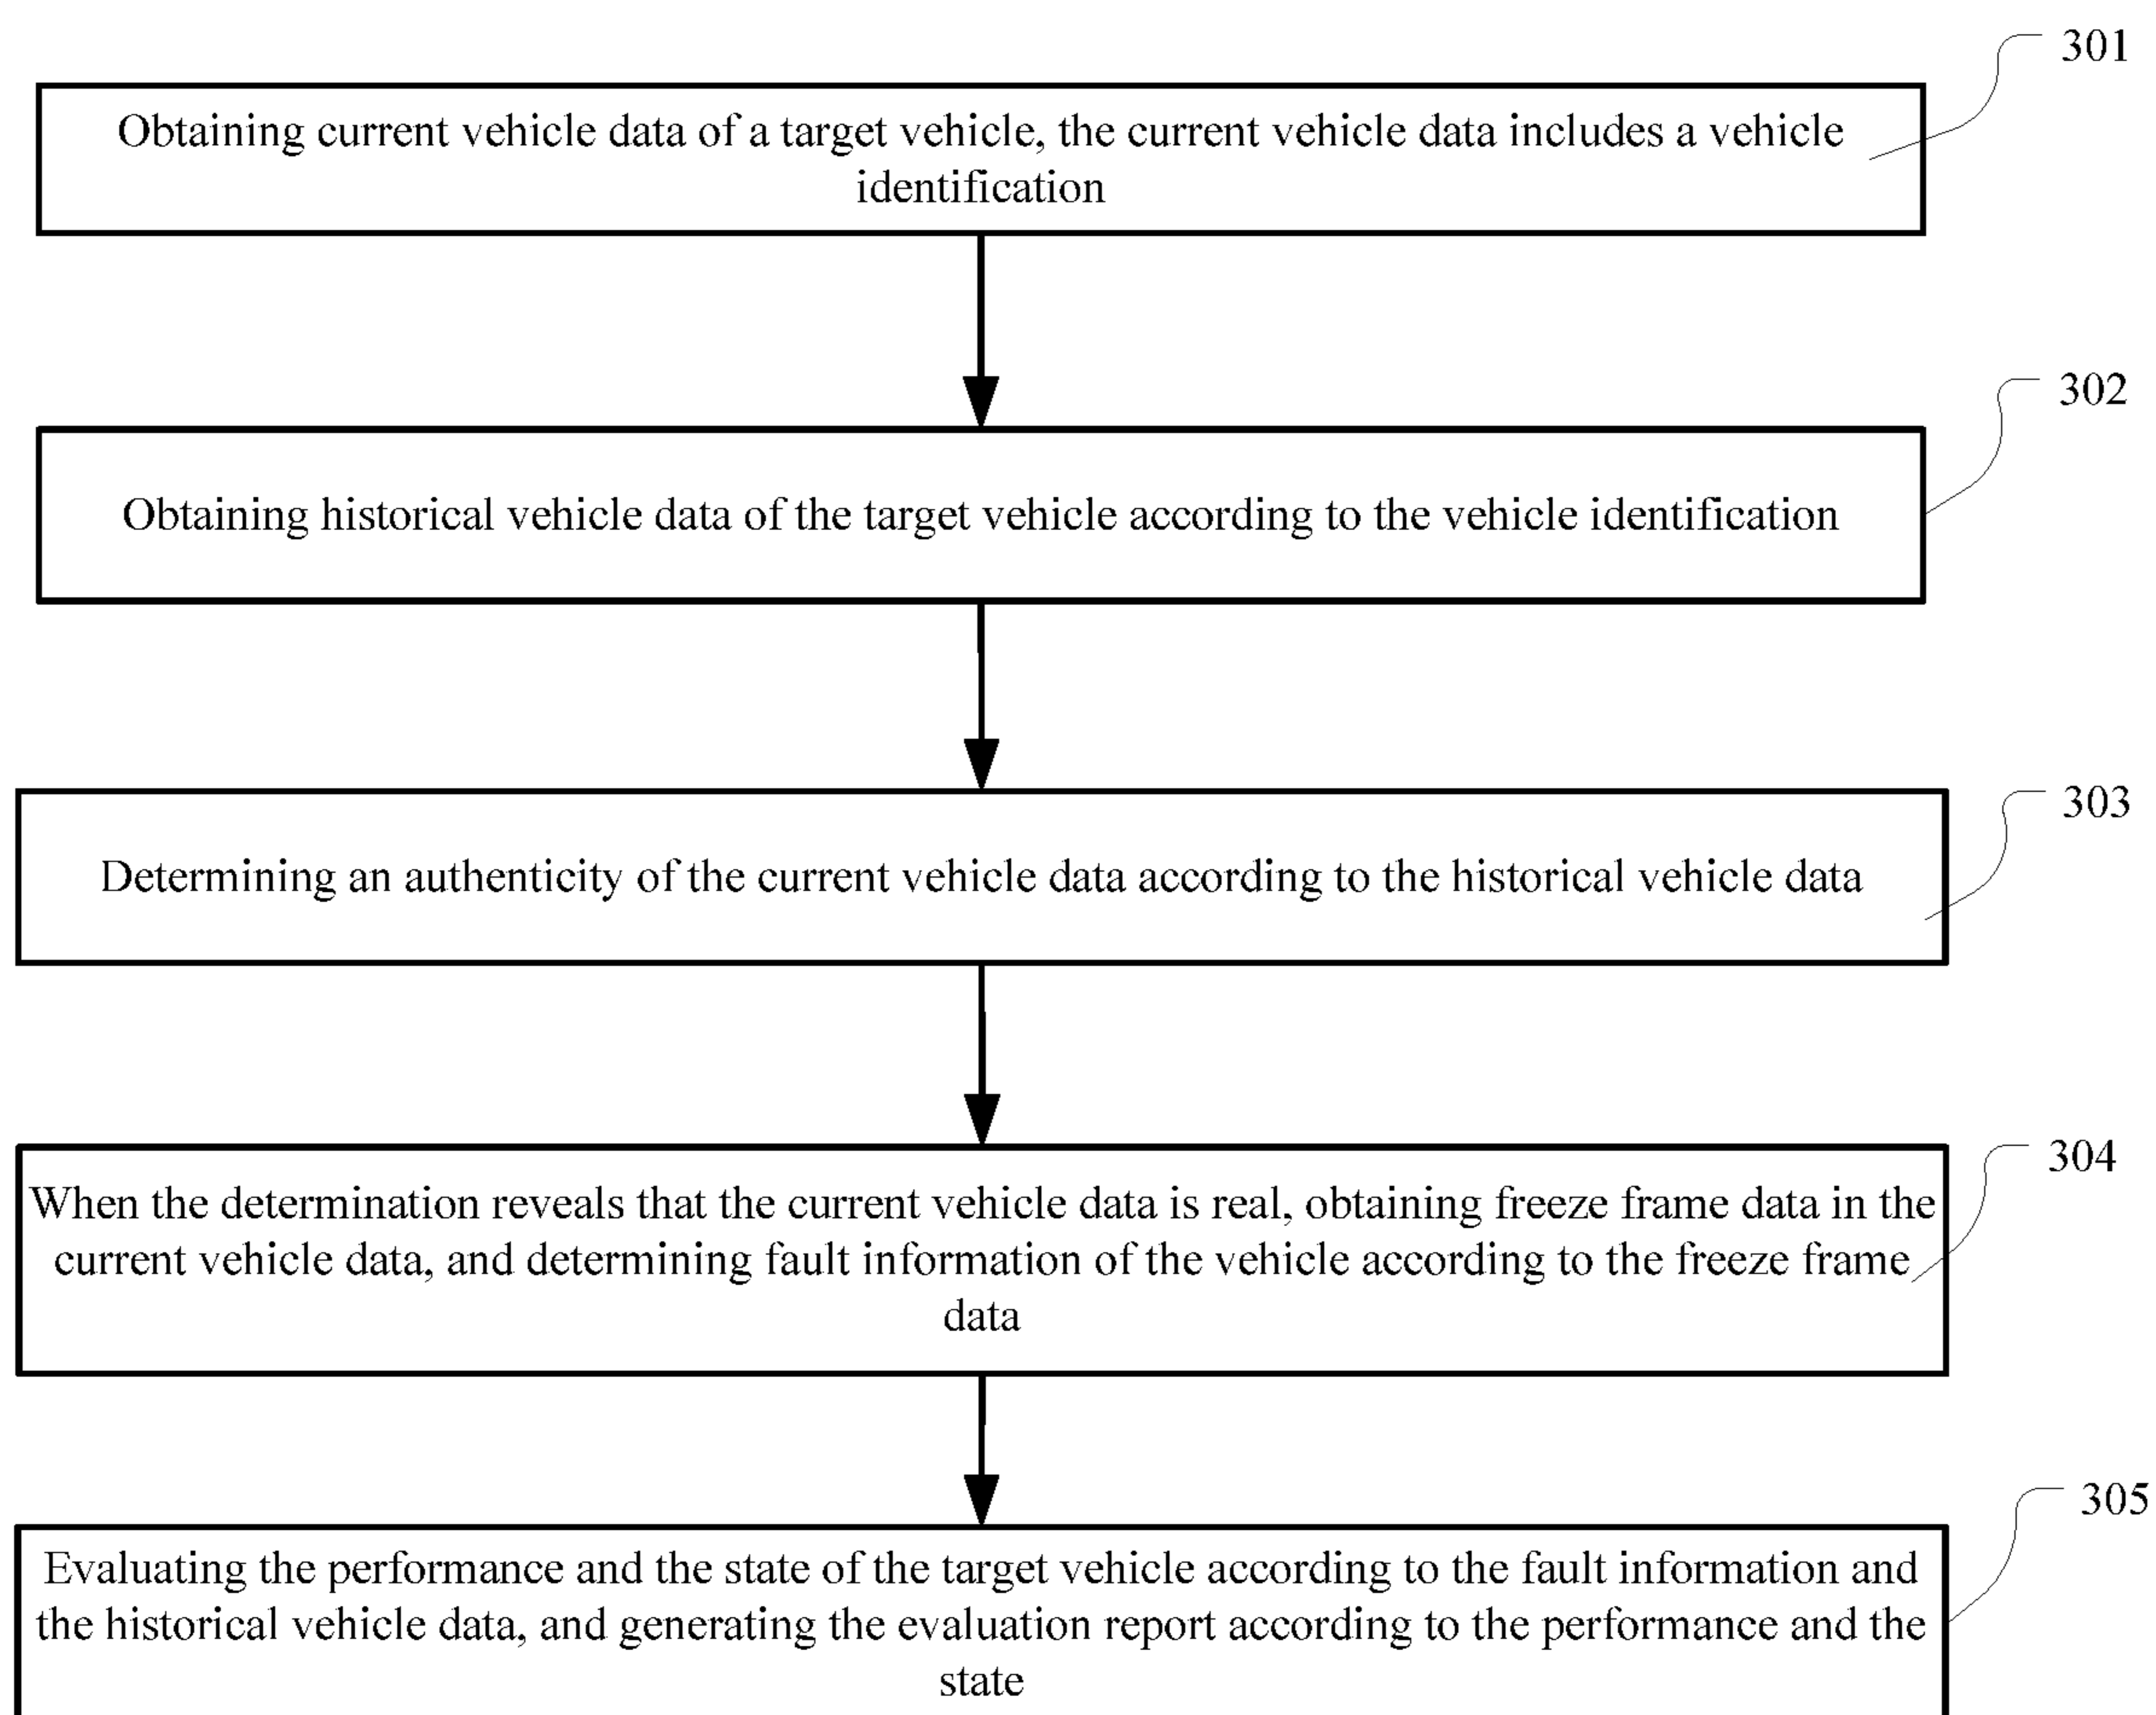 301
Obtaining current vehicle data of a target vehicle, the current vehicle data includes a vehicle
identification
302
Obtaining historical vehicle data of the target vehicle according to the vehicle identification
303
Determining an authenticity of the current vehicle data according to the historical vehicle data
304
When the determination reveals that the current vehicle data is real, obtaining freeze frame data in the
current vehicle data, and determining fault information of the vehicle according to the freeze frame
data
305
Evaluating the performance and the state of the target vehicle according to the fault information and
the historical vehicle data, and generating the evaluation report according to the performance and the
state